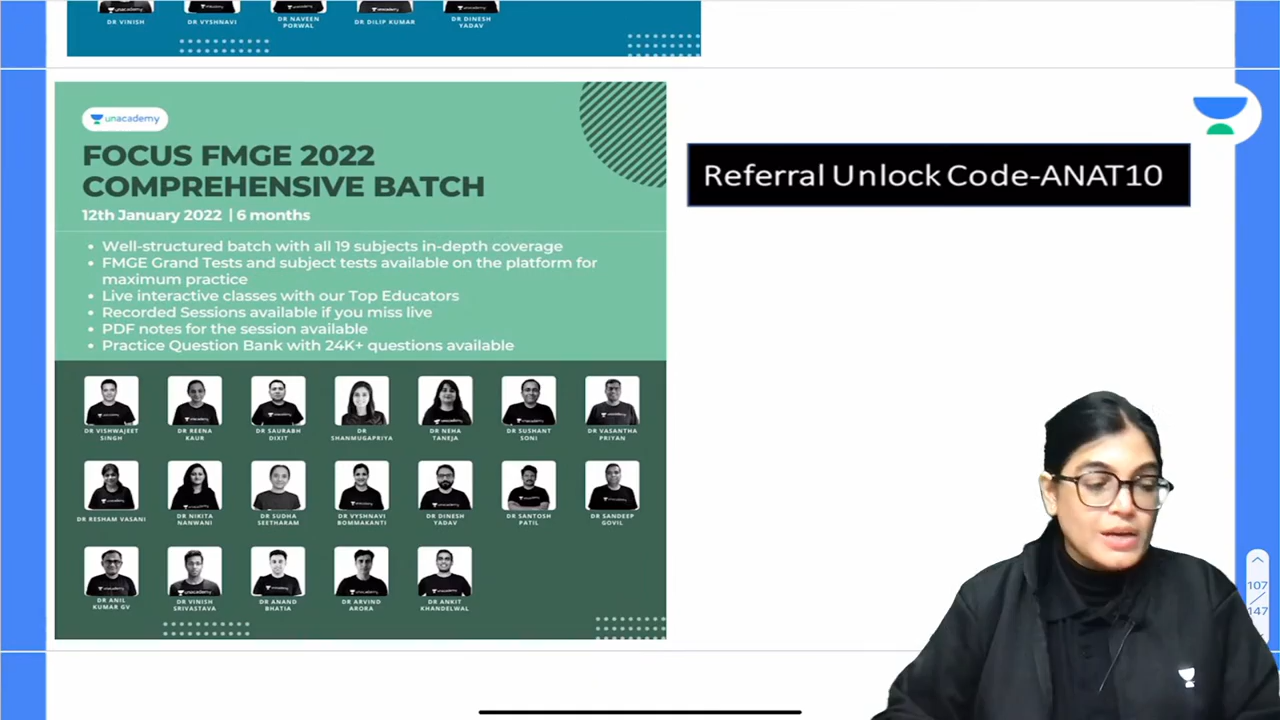 DR VINISH
DR VYSHNAVI
DR NAVEEN
PORWAL
DR DILIP KUMAR
DR DINESH
YADAV
unacademy
FOCUS FMGE 2022
COMPREHENSIVE BATCH
12th January 2022 | 6 months
• Well-structured batch with all 19 subjects in-depth coverage
• FMGE Grand Tests and subject tests available on the platform for
maximum practice
• Live interactive classes with our Top Educators
• Recorded Sessions available if you miss live
• PDF notes for the session available
• Practice Question Bank with 24K+ questions available
Referral Unlock Code-ANAT10
DR VISHWAJEET
SINGH
DR REENA
KAUR
DR SAURABH
DIXIT
DR
SHANMUGAPRIYA
DR NEHA
TANEJA
DR SUSHANT
SONI
DR VASANTHA
PRIYAN
DR RESHAM VASANI
DR NIKITA
NANWANI
DR SUDHA
SEETHARAM
DR VYSHNAVI
BOMMAKANTI
DR DINESH
YADAV
DR SANTOSH
PATIL
DR SANDEEP
GOVIL
DR ANIL
KUMAR GV
DR VINISH
SRIVASTAVA
DR ANAND
BHATIA
DR ARVIND
ARORA
DR ANKIT
KHANDELWAL
107
147